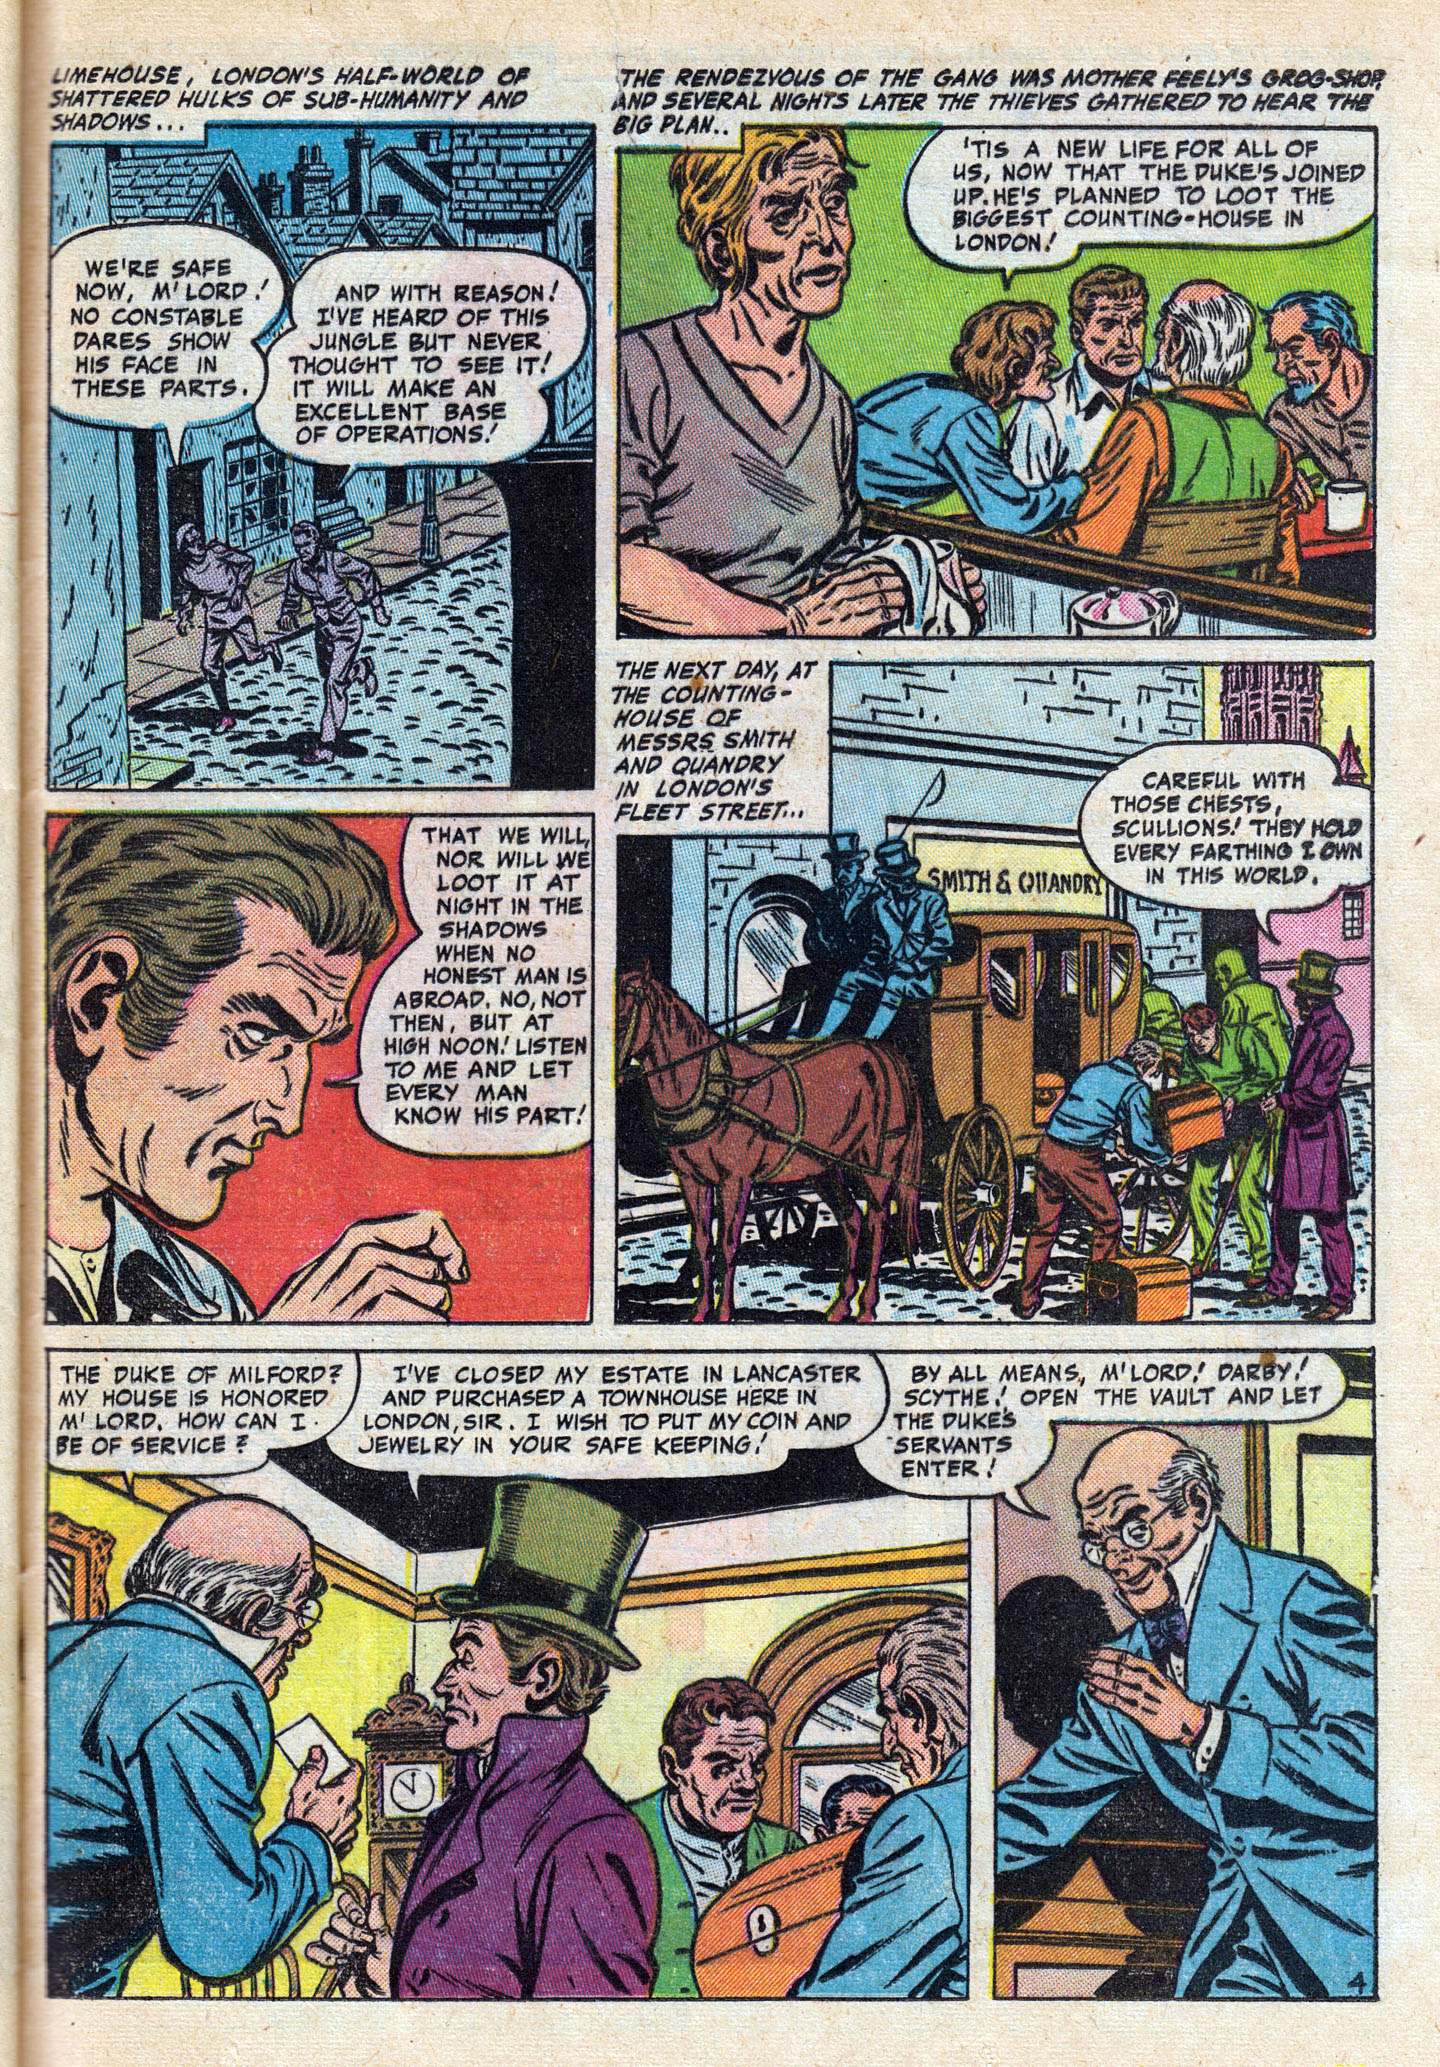 LIMEHOUSE, LONDON'S HALF-WORLD OF
SHATTERED HULKS OF SUB-HUMANITY AND
SHADOWS...
WE'RE SAFE
NOW, M'LORD!
NO CONSTABLE
DARES SHOW
HIS FACE IN
THESE PARTS.
AND WITH REASON!
I'VE HEARD OF THIS
JUNGLE BUT NEVER
THOUGHT TO SEE IT!
IT WILL MAKE AN
EXCELLENT BASE
OF OPERATIONS!
THE RENDEZVOUS OF THE GANG WAS MOTHER FEELY'S GROG-SHOP,
AND SEVERAL NIGHTS LATER THE THIEVES GATHERED TO HEAR THE
BIG PLAN..
'TIS A NEW LIFE FOR ALL OF
US, NOW THAT THE DUKE'S JOINED
UP. HE'S PLANNED TO LOOT THE
BIGGEST COUNTING-HOUSE IN
LONDON!
THAT WE WILL,
NOR WILL WE
LOOT IT AT
NIGHT IN THE
SHADOWS
WHEN NO
HONEST MAN IS
ABROAD. NO, NOT
THEN, BUT AT
HIGH NOON! LISTEN
TO ME AND LET
EVERY MAN
KNOW HIS PART!
THE NEXT DAY, AT
THE COUNTING-
HOUSE OF
MESSRS SMITH
AND QUANDRY
IN LONDON'S
FLEET STREET...
CAREFUL WITH
THOSE CHESTS,
SCULLIONS! THEY HOLD
EVERY FARTHING I OWN
IN THIS WORLD.
SMITH & QUANDRY
THE DUKE OF MILFORD?
MY HOUSE IS HONORED
M'LORD. HOW CAN I
BE OF SERVICE?
I'VE CLOSED MY ESTATE IN LANCASTER
AND PURCHASED A TOWNHOUSE HERE IN
LONDON, SIR. I WISH TO PUT MY COIN AND
JEWELRY IN YOUR SAFE KEEPING!
BY ALL MEANS, M'LORD! DARBY!
SCYTHE! OPEN THE VAULT AND LET
THE DUKE'S
SERVANTS
ENTER!
4